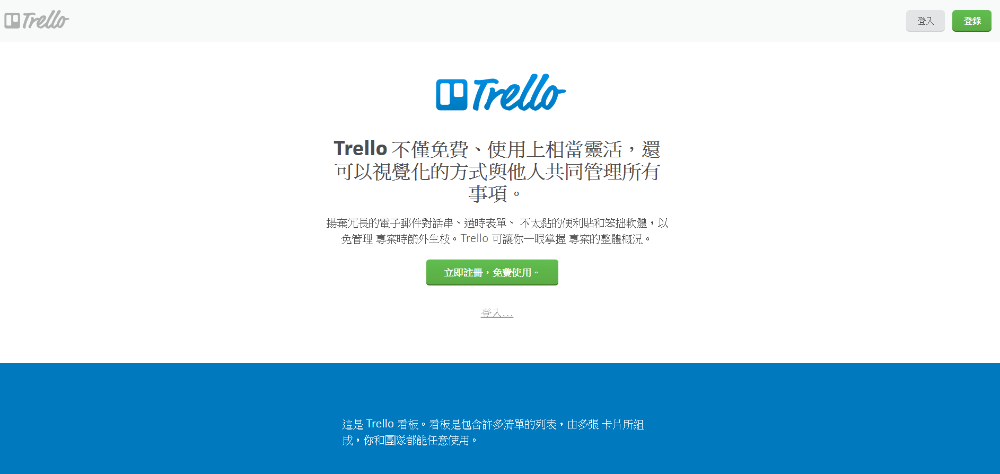 Trello
登入
登錄
Trello
Trello 不僅免費、使用上相當靈活，還
可以視覺化的方式與他人共同管理所有
事項。
揚棄冗長的電子郵件對話串、過時表單、 不太黏的便利貼和笨拙軟體，以
免管理 專案時節外生枝。Trello 可讓你一眼掌握 專案的整體概況。
立即註冊，免費使用。
登入...
這是 Trello 看板。看板是包含許多清單的列表，由多張 卡片所組
成，你和團隊都能任意使用。